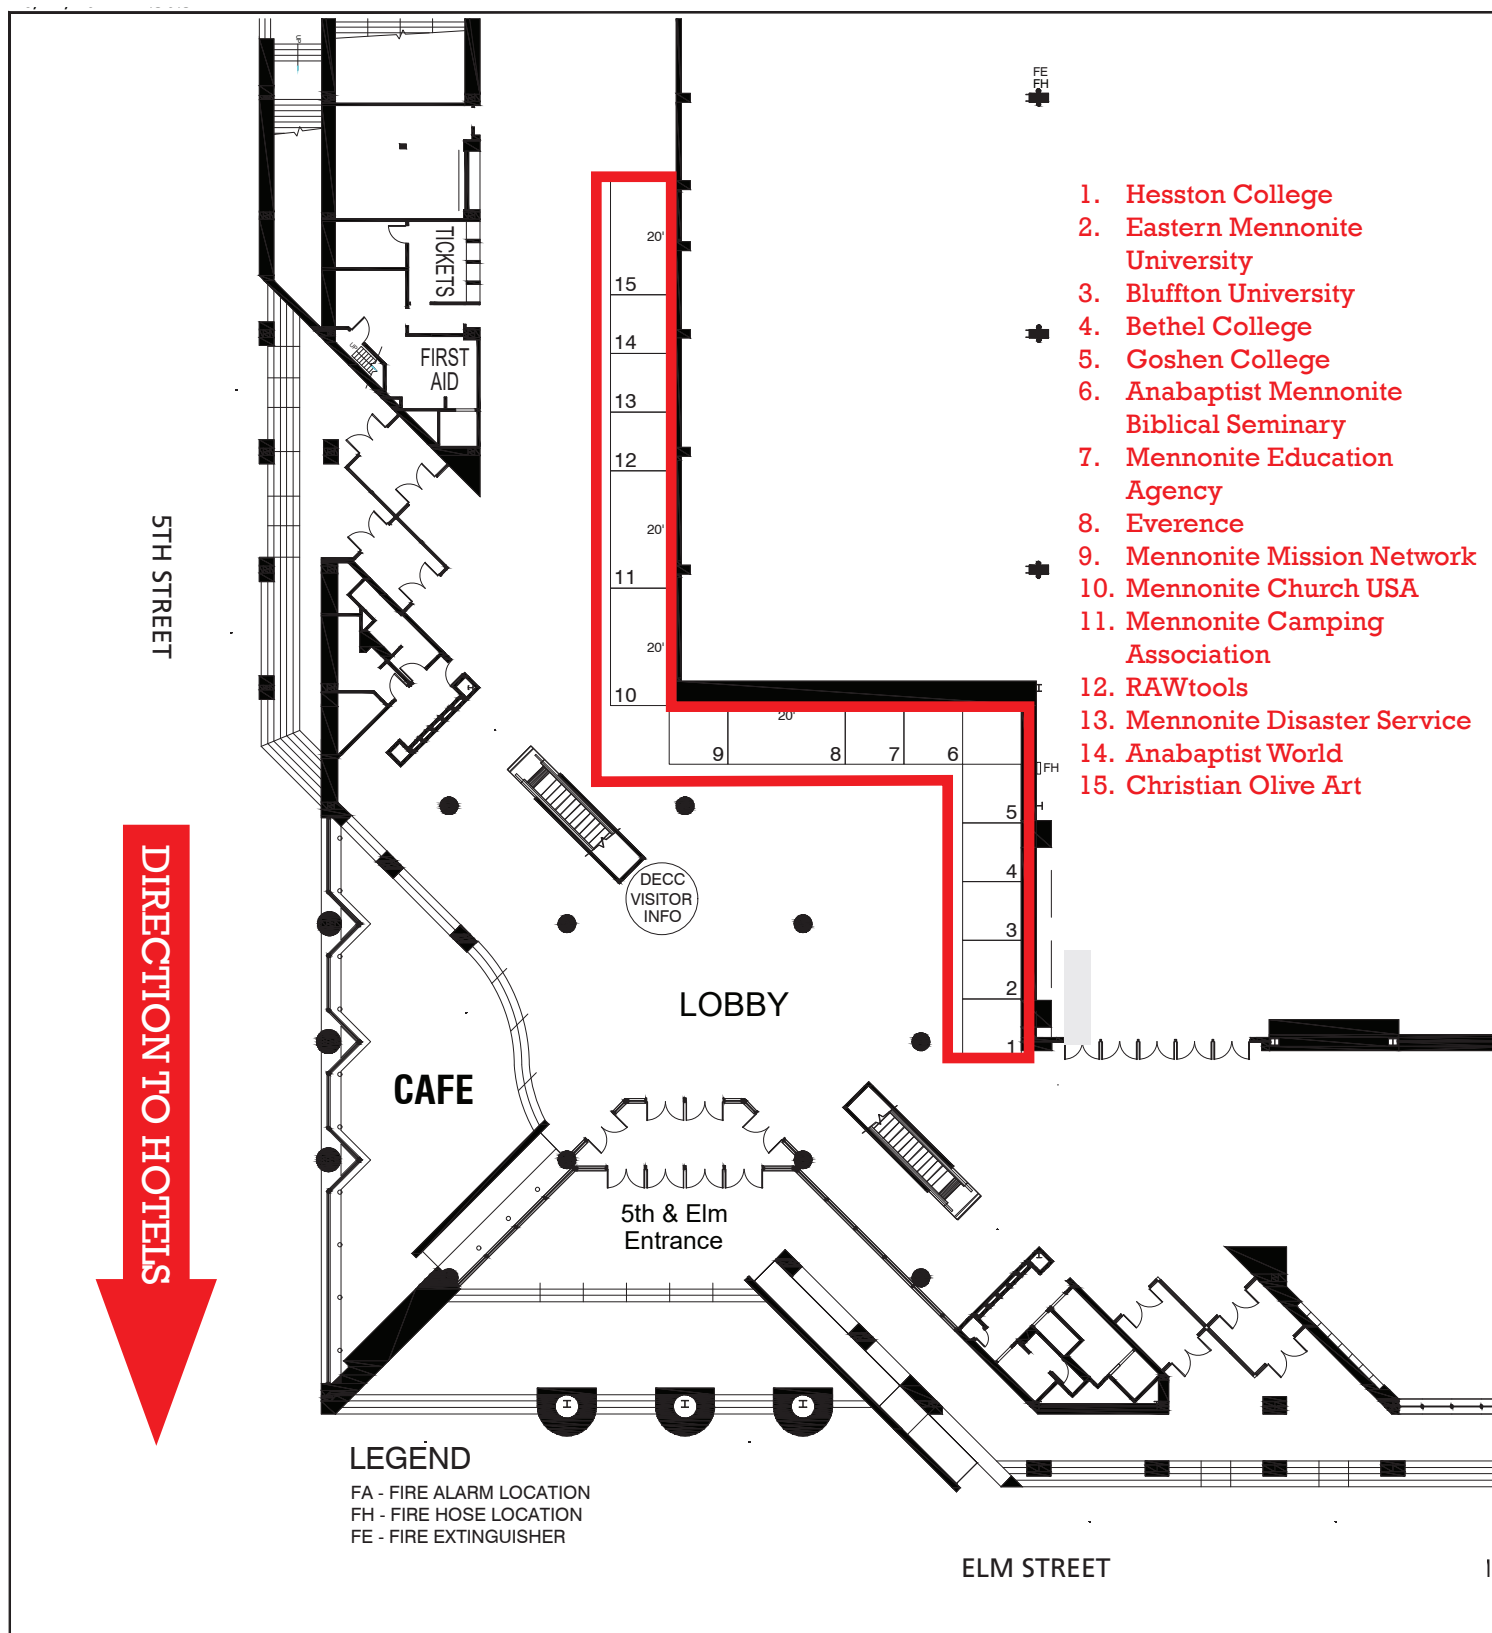 FE
FH
1. Hesston College
2. Eastern Mennonite
University
3. Bluffton University
4. Bethel College
5. Goshen College
6. Anabaptist Mennonite
Biblical Seminary
7. Mennonite Education
Agency
8. Everence
9. Mennonite Mission Network
10. Mennonite Church USA
11. Mennonite Camping
Association
12. RAWtools
13. Mennonite Disaster Service
14. Anabaptist World
15. Christian Olive Art
UP
TICKETS
UP
FIRST
AID
20'
15
14
13
12
20'
11
20'
10
20'
9
8
7
6
FH
5
4
3
2
1
5TH STREET
DIRECTION TO HOTELS
DECC
VISITOR
INFO
LOBBY
CAFE
5th & Elm
Entrance
LEGEND
FA - FIRE ALARM LOCATION
FH - FIRE HOSE LOCATION
FE - FIRE EXTINGUISHER
ELM STREET